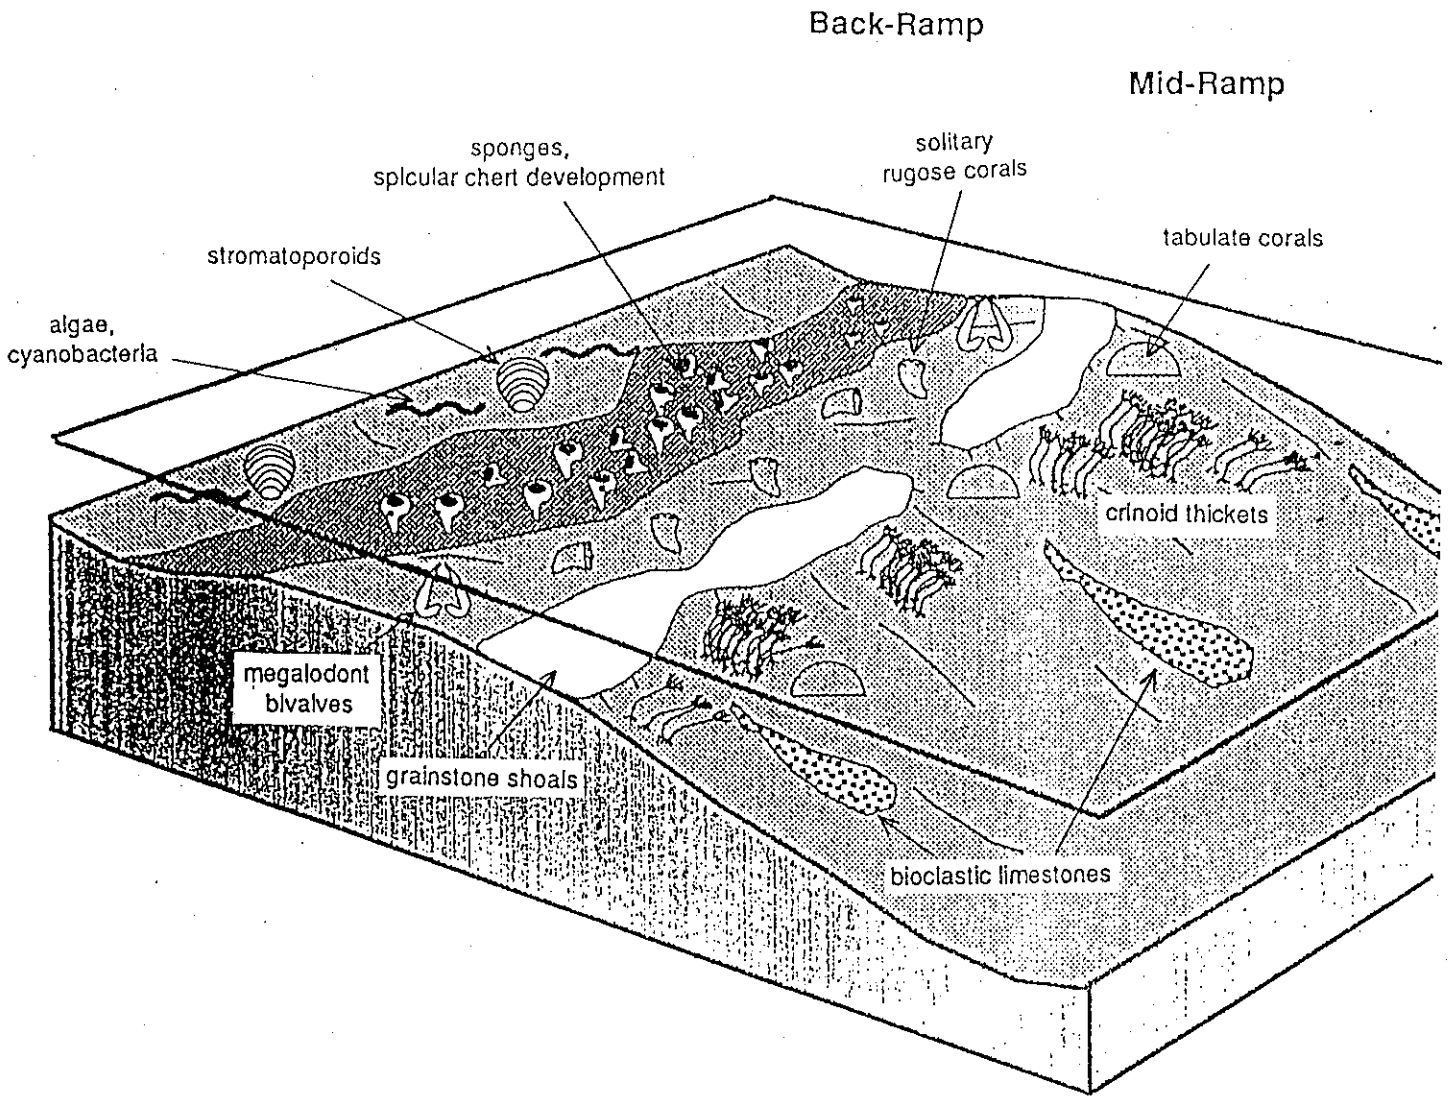 Back-Ramp
Mid-Ramp
sponges,
spicular chert development
solitary
rugose corals
tabulate corals
stromatoporoids
algae,
cyanobacteria
crinoid thickets
megalodont
bivalves
grainstone shoals
bioclastic limestones